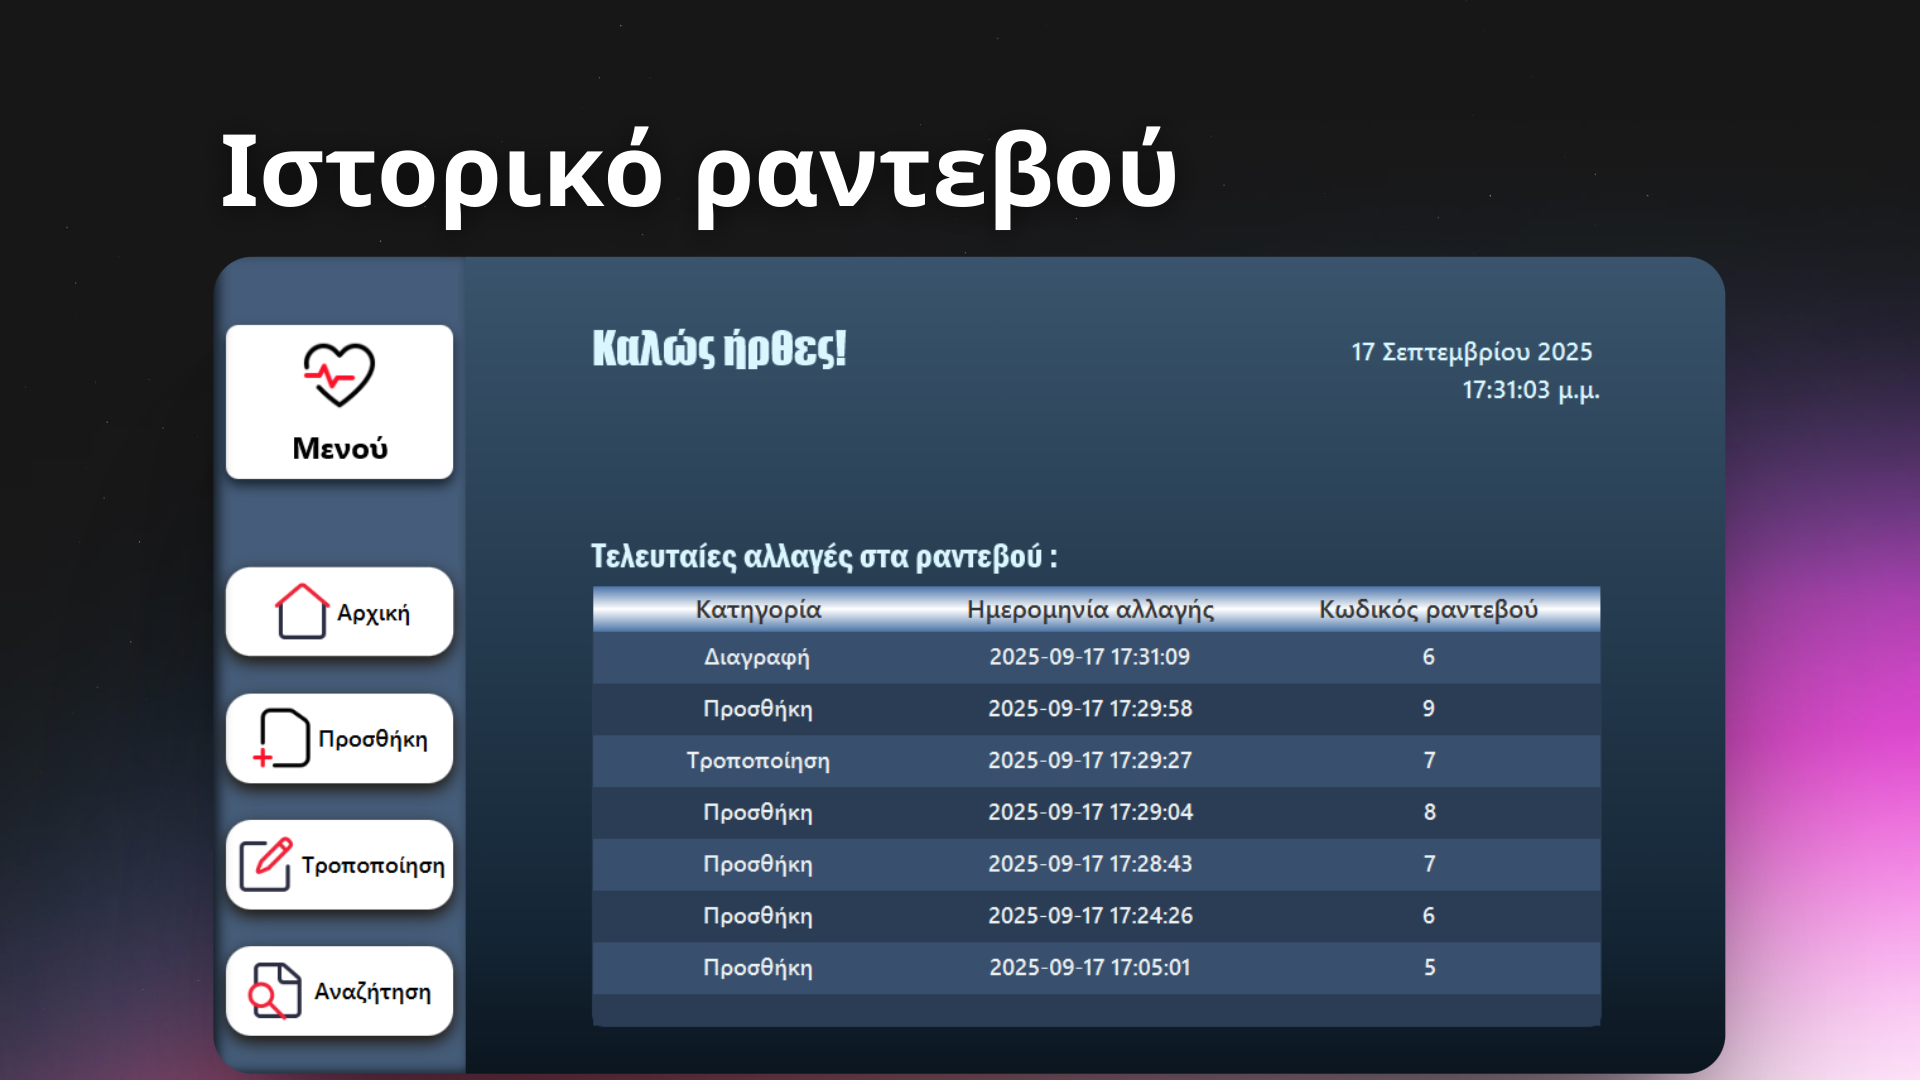 Ιστορικό ραντεβού
Μενού
Αρχική
Προσθήκη
Τροποποίηση
Αναζήτηση
Καλώς ήρθες!
17 Σεπτεμβρίου 2025
17:31:03 μ.μ.
Τελευταίες αλλαγές στα ραντεβού :
Κατηγορία Ημερομηνία αλλαγής Κωδικός ραντεβού
Διαγραφή 2025-09-17 17:31:09 6
Προσθήκη 2025-09-17 17:29:58 9
Τροποποίηση 2025-09-17 17:29:27 7
Προσθήκη 2025-09-17 17:29:04 8
Προσθήκη 2025-09-17 17:28:43 7
Προσθήκη 2025-09-17 17:24:26 6
Προσθήκη 2025-09-17 17:05:01 5